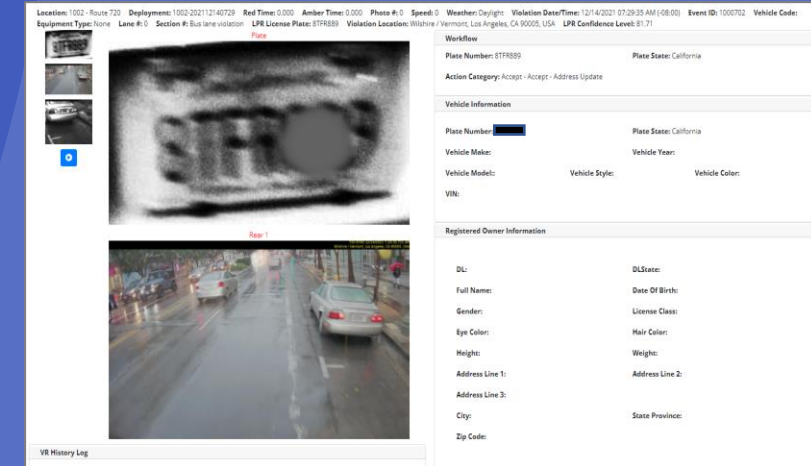 Location: 1002 - Route 720 Deployment: 1002-202112140729 Red Time: 0.000 Amber Time: 0.000 Photo #: 0 Speed: 0 Weather: Daylight Violation Date/Time: 12/14/2021 07:29:35 AM (-08:00) Event ID: 1000702 Vehicle Code:
Equipment Type: None Lane #: 0 Section #: Bus lane violation LPR License Plate: 8TFR889 Violation Location: Wilshire / Vermont, Los Angeles, CA 90005, USA LPR Confidence Level: 81.71
Plate
Rear 1
VR History Log
Workflow
Plate Number: 8TFR889 Plate State: California
Action Category: Accept - Accept - Address Update
Vehicle Information
Plate Number: Plate State: California
Vehicle Make: Vehicle Year:
Vehicle Model: Vehicle Style: Vehicle Color:
VIN:
Registered Owner Information
DL: DLState:
Full Name: Date Of Birth:
Gender: License Class:
Eye Color: Hair Color:
Height: Weight:
Address Line 1: Address Line 2:
Address Line 3:
City: State Province:
Zip Code: